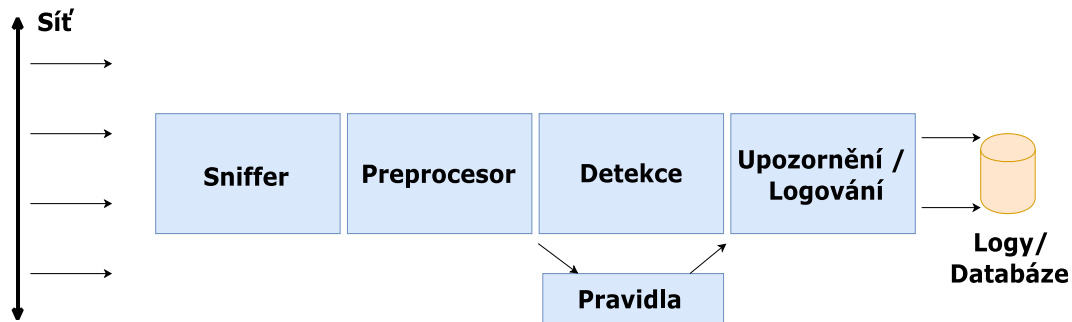 Síť
Sniffer
Preprocesor
Detekce
Upozornění /
Logování
Pravidla
Logy/
Databáze